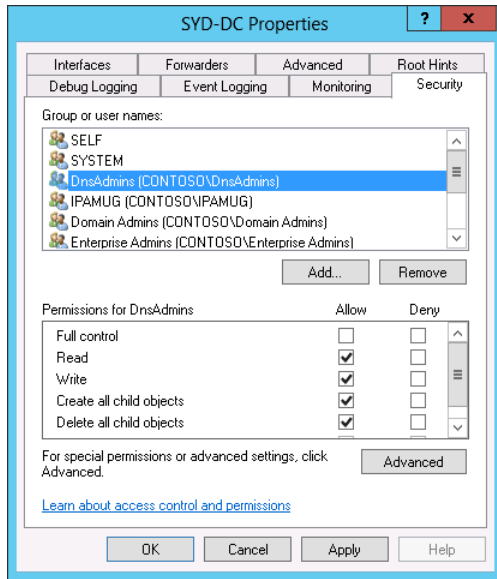 SYD-DC Properties
? x
Interfaces Forwarders Advanced Root Hints
Debug Logging Event Logging Monitoring Security
Group or user names:
SELF
SYSTEM
DnsAdmins (CONTOSO\DnsAdmins)
IPAMUG (CONTOSO\IPAMUG)
Domain Admins (CONTOSO\Domain Admins)
Enterprise Admins (CONTOSO\Enterprise Admins)
Add... Remove
Permissions for DnsAdmins Allow Deny
Full control
Read
Write
Create all child objects
Delete all child objects
For special permissions or advanced settings, click
Advanced.
Advanced
Learn about access control and permissions
OK Cancel Apply Help